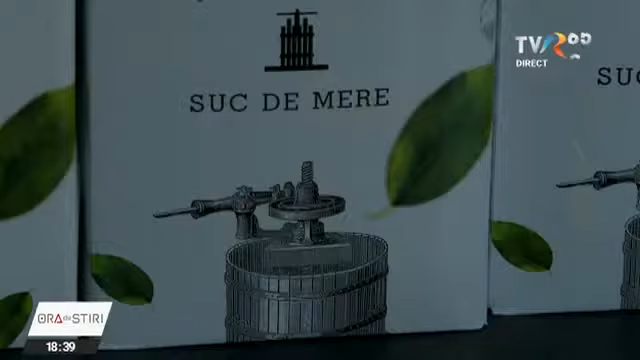 TVR
DIRECT
SUC DE MERE
SUC
ORA de STIRI
18:39